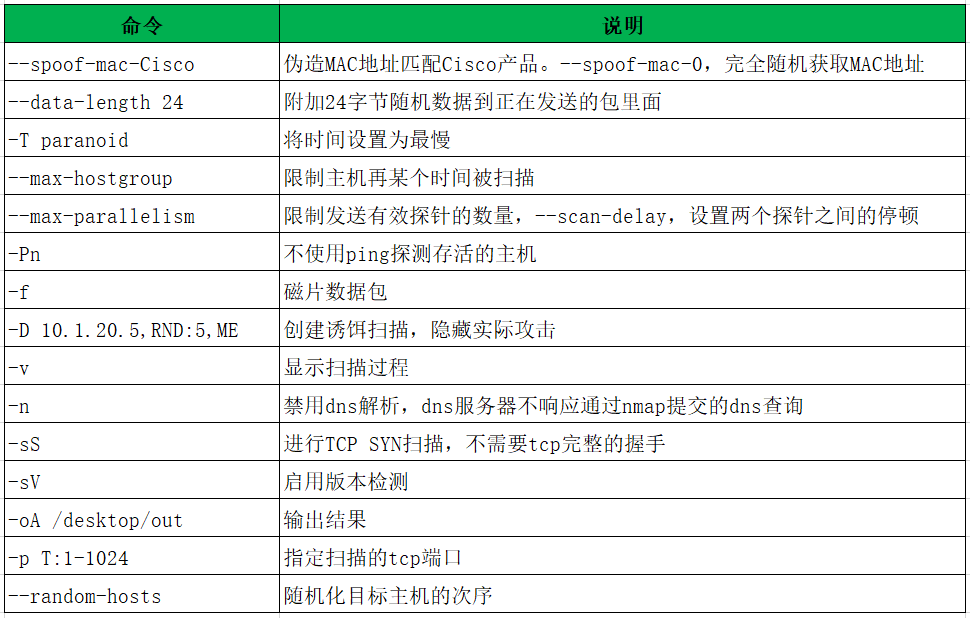 命令 说明
--spoof-mac-Cisco 伪造MAC地址匹配Cisco产品。--spoof-mac-0，完全随机获取MAC地址
--data-length 24 附加24字节随机数据到正在发送的包里面
-T paranoid 将时间设置为最慢
--max-hostgroup 限制主机再某个时间被扫描
--max-parallelism 限制发送有效探针的数量，--scan-delay，设置两个探针之间的停顿
-Pn 不使用ping探测存活的主机
-f 磁片数据包
-D 10.1.20.5,RND:5,ME 创建诱饵扫描，隐藏实际攻击
-v 显示扫描过程
-n 禁用dns解析，dns服务器不响应通过nmap提交的dns查询
-sS 进行TCP SYN扫描，不需要tcp完整的握手
-sV 启用版本检测
-oA /desktop/out 输出结果
-p T:1-1024 指定扫描的tcp端口
--random-hosts 随机化目标主机的次序